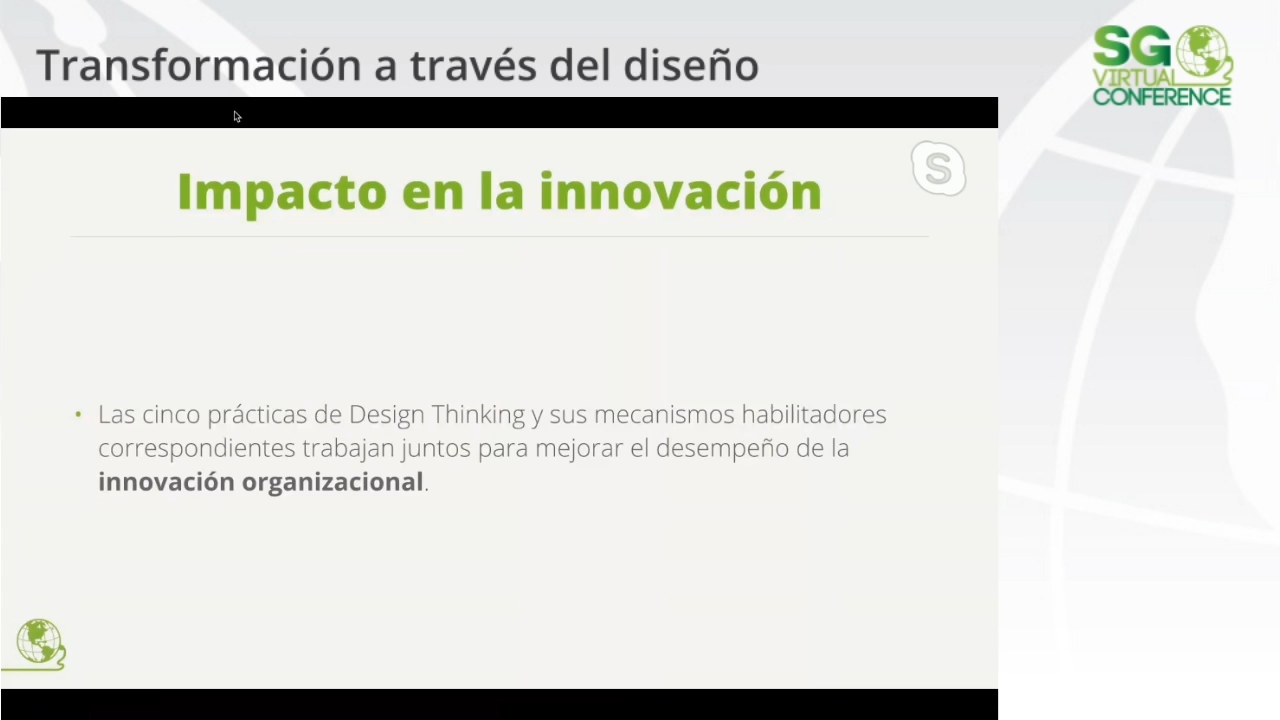 Transformación a través del diseño
SG
VIRTUAL
CONFERENCE
Impacto en la innovación
S
• Las cinco prácticas de Design Thinking y sus mecanismos habilitadores
correspondientes trabajan juntos para mejorar el desempeño de la
innovación organizacional.